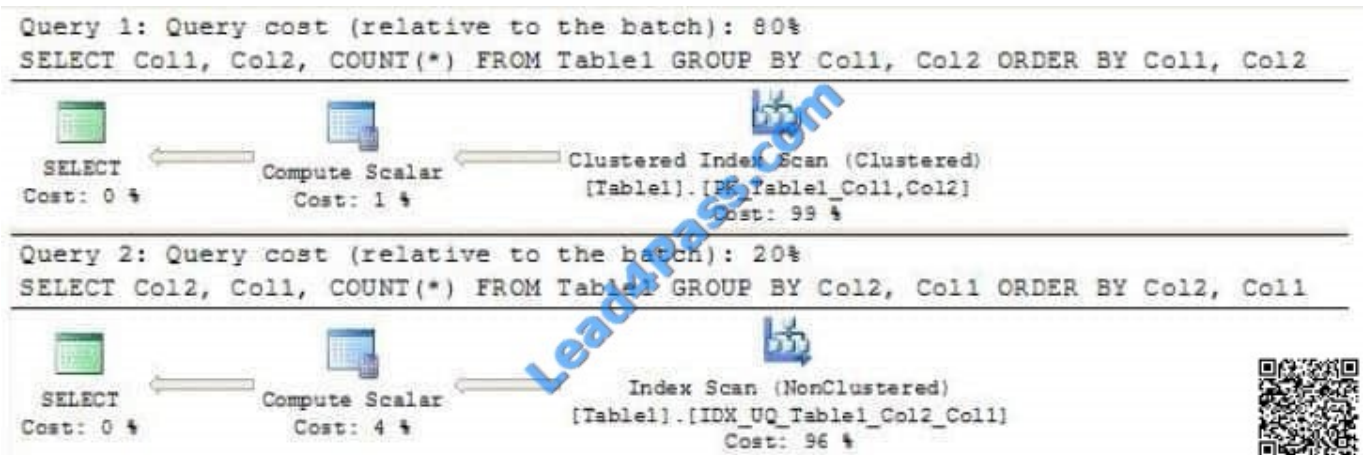 Query 1: Query cost (relative to the batch): 80%
SELECT Col1, Col2, COUNT(*) FROM Table1 GROUP BY Col1, Col2 ORDER BY Col1, Col2
SELECT
Cost: 0 %
Compute Scalar
Cost: 1 %
Clustered Index Scan (Clustered)
[Table1].[PK_Table1_Col1,Col2]
Cost: 99 %
Query 2: Query cost (relative to the batch): 20%
SELECT Col2, Col1, COUNT(*) FROM Table1 GROUP BY Col2, Col1 ORDER BY Col2, Col1
SELECT
Cost: 0 %
Compute Scalar
Cost: 4 %
Index Scan (NonClustered)
[Table1].[IDX_UQ_Table1_Col2_Col1]
Cost: 96 %
Lead4Pass.com